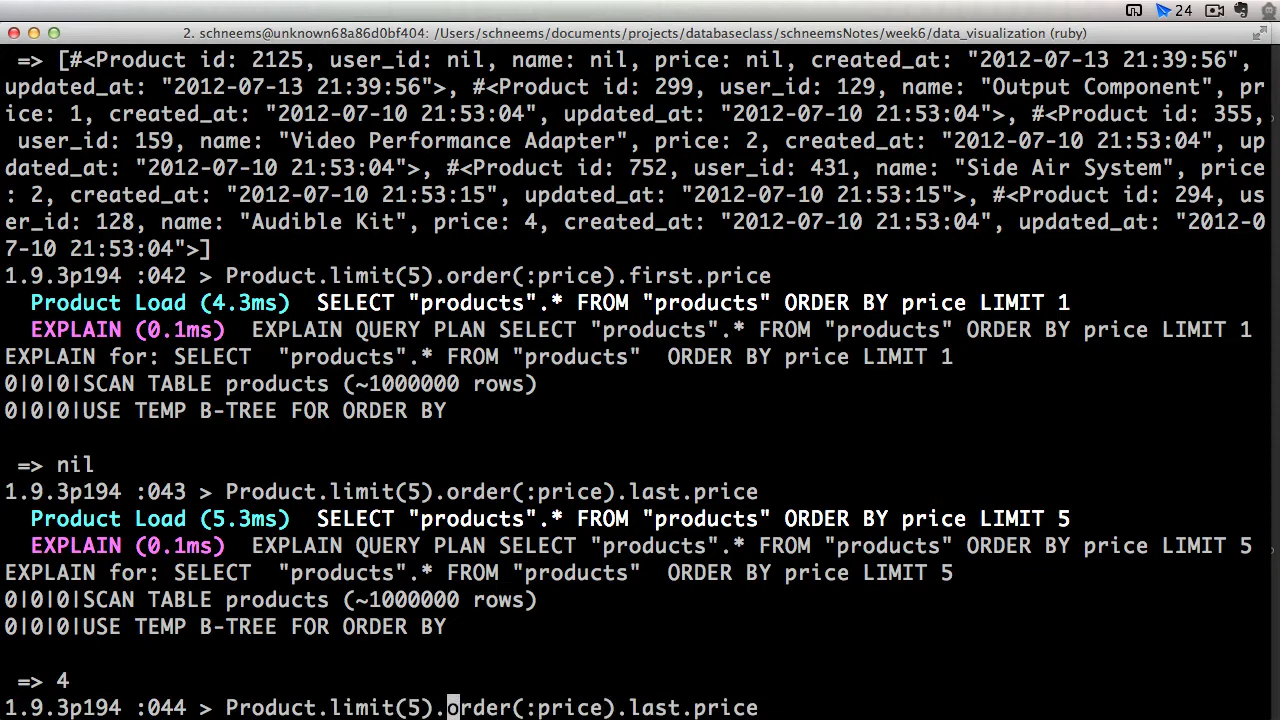 24
2. schneems@unknown68a86d0bf404: /Users/schneems/documents/projects/databaseclass/schneemsNotes/week6/data_visualization (ruby)
=> [#<Product id: 2125, user_id: nil, name: nil, price: nil, created_at: "2012-07-13 21:39:56",
updated_at: "2012-07-13 21:39:56">, #<Product id: 299, user_id: 129, name: "Output Component", pr
ice: 1, created_at: "2012-07-10 21:53:04", updated_at: "2012-07-10 21:53:04">, #<Product id: 355,
user_id: 159, name: "Video Performance Adapter", price: 2, created_at: "2012-07-10 21:53:04", up
dated_at: "2012-07-10 21:53:04">, #<Product id: 752, user_id: 431, name: "Side Air System", price
: 2, created_at: "2012-07-10 21:53:15", updated_at: "2012-07-10 21:53:15">, #<Product id: 294, us
er_id: 128, name: "Audible Kit", price: 4, created_at: "2012-07-10 21:53:04", updated_at: "2012-0
7-10 21:53:04">]
1.9.3p194 :042 > Product.limit(5).order(:price).first.price
Product Load (4.3ms)  SELECT "products".* FROM "products" ORDER BY price LIMIT 1
EXPLAIN (0.1ms)  EXPLAIN QUERY PLAN SELECT "products".* FROM "products" ORDER BY price LIMIT 1
EXPLAIN for: SELECT  "products".* FROM "products"  ORDER BY price LIMIT 1
0|0|0|SCAN TABLE products (~1000000 rows)
0|0|0|USE TEMP B-TREE FOR ORDER BY
=> nil
1.9.3p194 :043 > Product.limit(5).order(:price).last.price
Product Load (5.3ms)  SELECT "products".* FROM "products" ORDER BY price LIMIT 5
EXPLAIN (0.1ms)  EXPLAIN QUERY PLAN SELECT "products".* FROM "products" ORDER BY price LIMIT 5
EXPLAIN for: SELECT  "products".* FROM "products"  ORDER BY price LIMIT 5
0|0|0|SCAN TABLE products (~1000000 rows)
0|0|0|USE TEMP B-TREE FOR ORDER BY
=> 4
1.9.3p194 :044 > Product.limit(5).order(:price).last.price